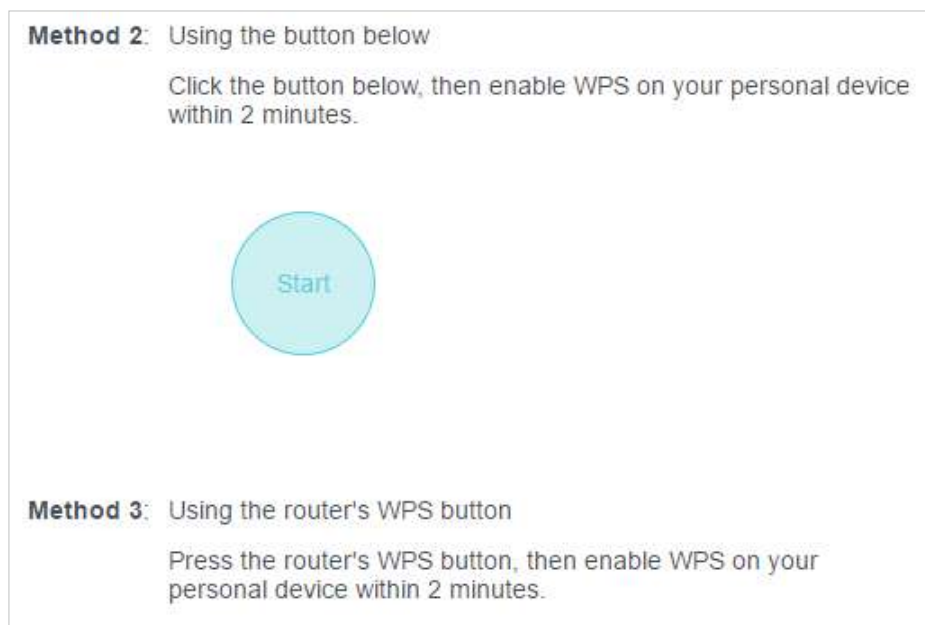 Method 2: Using the button below
Click the button below, then enable WPS on your personal device
within 2 minutes.
Start
Method 3: Using the router's WPS button
Press the router's WPS button, then enable WPS on your
personal device within 2 minutes.